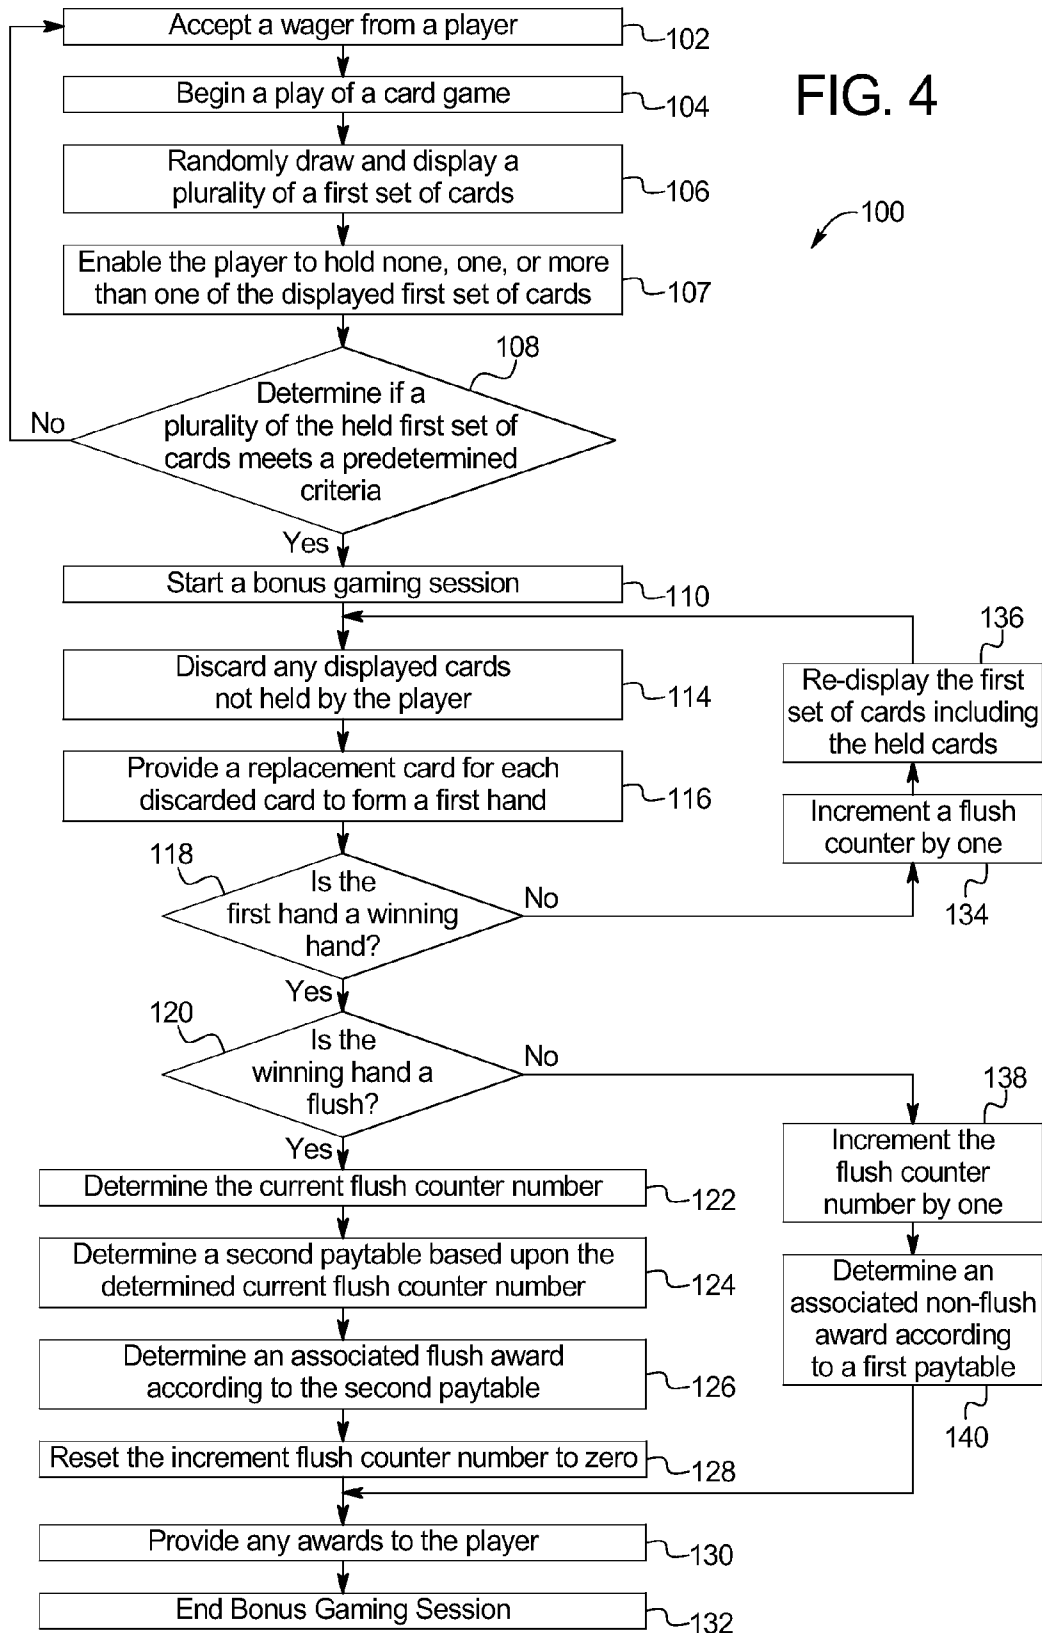 Accept a wager from a player
102
Begin a play of a card game
104
FIG. 4
Randomly draw and display a
plurality of a first set of cards
106
100
Enable the player to hold none, one, or more
than one of the displayed first set of cards
107
108
Determine if a
plurality of the held first set of
cards meets a predetermined
criteria
No
Yes
Start a bonus gaming session
110
Discard any displayed cards
not held by the player
114
Provide a replacement card for each
discarded card to form a first hand
116
136
Re-display the first
set of cards including
the held cards
Increment a flush
counter by one
134
118
Is the
first hand a winning
hand?
No
Yes
120
Is the
winning hand a
flush?
No
Yes
138
Increment the
flush counter
number by one
Determine an
associated non-flush
award according
to a first paytable
140
Determine the current flush counter number
122
Determine a second paytable based upon the
determined current flush counter number
124
Determine an associated flush award
according to the second paytable
126
Reset the increment flush counter number to zero
128
Provide any awards to the player
130
End Bonus Gaming Session
132